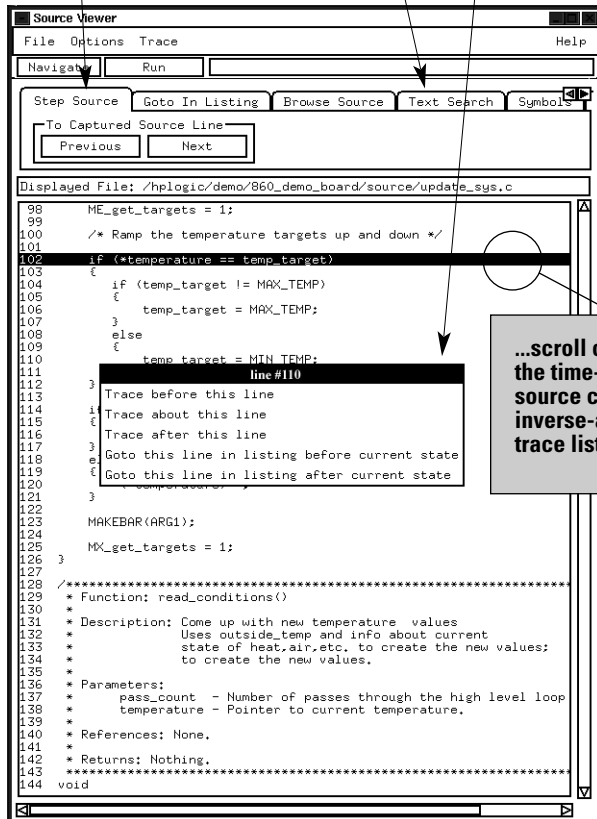 Source Viewer
File Options Trace Help
Navigate Run
Step Source Goto In Listing Browse Source Text Search Symbols
To Captured Source Line
Previous Next
Displayed File: /hplogic/demo/860_demo_board/source/update_sys.c
98 ME_get_targets = 1;
99
100 /* Ramp the temperature targets up and down */
101
102 if (*temperature == temp_target)
103 {
104 if (temp_target != MAX_TEMP)
105 {
106 temp_target = MAX_TEMP;
107 }
108 else
109 {
110 temp_target = MIN_TEMP;
111
112 }
113
114
115 {
116
117 }
118
119 {
120
121 }
122
123 MAKEBAR(ARG1);
124
125 MX_get_targets = 1;
126 }
127
128 /************************************************************
129 * Function: read_conditions()
130 *
131 * Description: Come up with new temperature values
132 * Uses outside_temp and info about current
133 * state of heat,air,etc. to create the new values;
134 * to create the new values.
135 *
136 * Parameters:
137 * pass_count - Number of passes through the high level loop
138 * temperature - Pointer to current temperature.
139 *
140 * References: None.
141 *
142 * Returns: Nothing.
143 ************************************************************
144 void
line #110
Trace before this line
Trace about this line
Trace after this line
Goto this line in listing before current state
Goto this line in listing after current state
...scroll
the time-
source
inverse-
trace